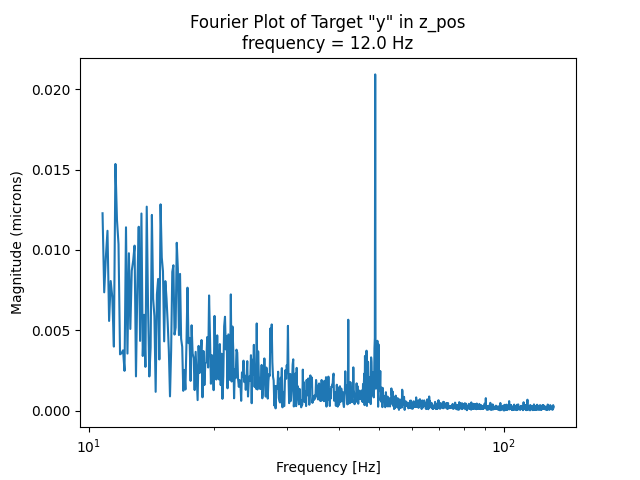 Fourier Plot of Target "y" in z_pos
frequency = 12.0 Hz
0.020
0.015
0.010
0.005
0.000
Magnitude (microns)
10¹
10²
Frequency [Hz]